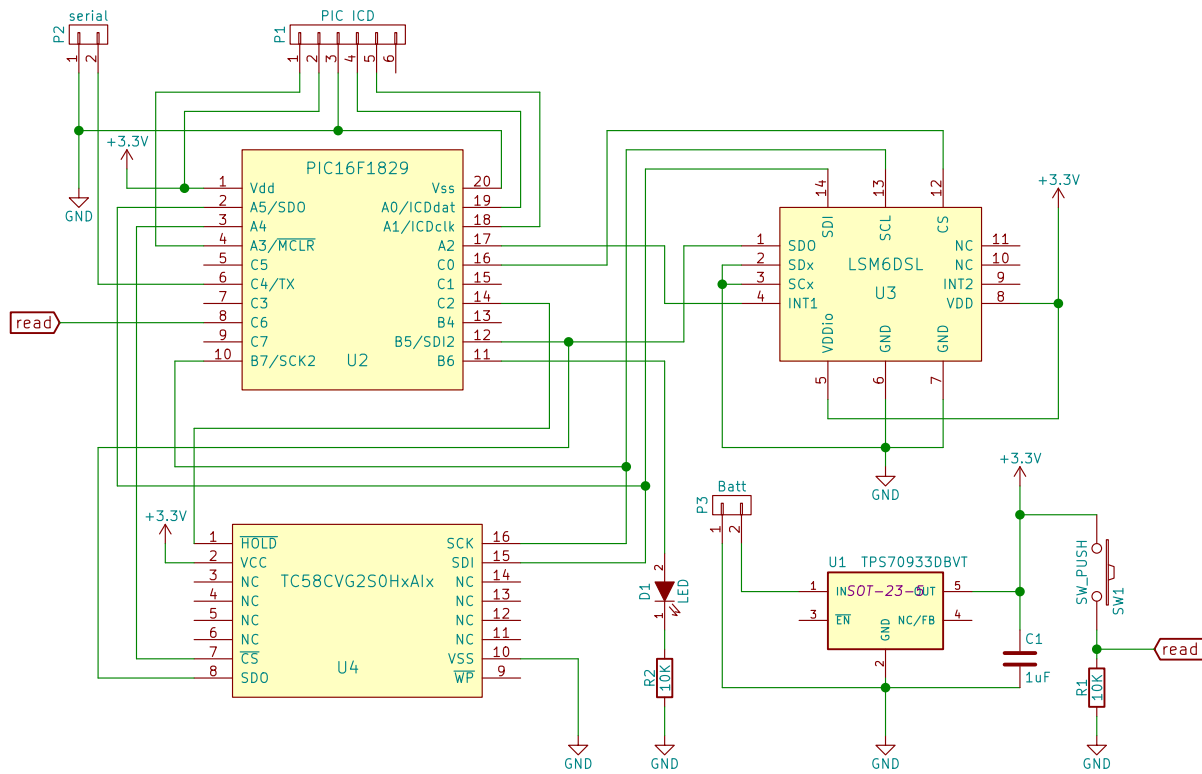 serial
P2
1
2
PIC ICD
P1
1
2
3
4
5
6
+3.3V
GND
PIC16F1829
U2
1 Vdd
2 A5/SDO
3 A4
4 A3/MCLR
5 C5
6 C4/TX
7 C3
8 C6
9 C7
10 B7/SCK2
Vss 20
A0/ICDdat 19
A1/ICDclk 18
A2 17
C0 16
C1 15
C2 14
B4 13
B5/SDI2 12
B6 11
read
14 SDI
13 SCL
12 CS
1 SDO
2 SDx
3 SCx
4 INT1
LSM6DSL
U3
NC 11
NC 10
INT2 9
VDD 8
VDDio 5
GND 6
GND 7
+3.3V
GND
+3.3V
1 HOLD
2 VCC
3 NC
4 NC
5 NC
6 NC
7 CS
8 SDO
TC58CVG2S0HxAIx
U4
SCK 16
SDI 15
NC 14
NC 13
NC 12
NC 11
VSS 10
WP 9
GND
2
D1
LED
1
R2
10K
GND
Batt
P3
1
2
U1 TPS70933DBVT
1 IN
SOT-23-5
OUT 5
3 EN
NC/FB 4
GND
2
GND
+3.3V
C1
1uF
SW_PUSH
SW1
read
R1
10K
GND